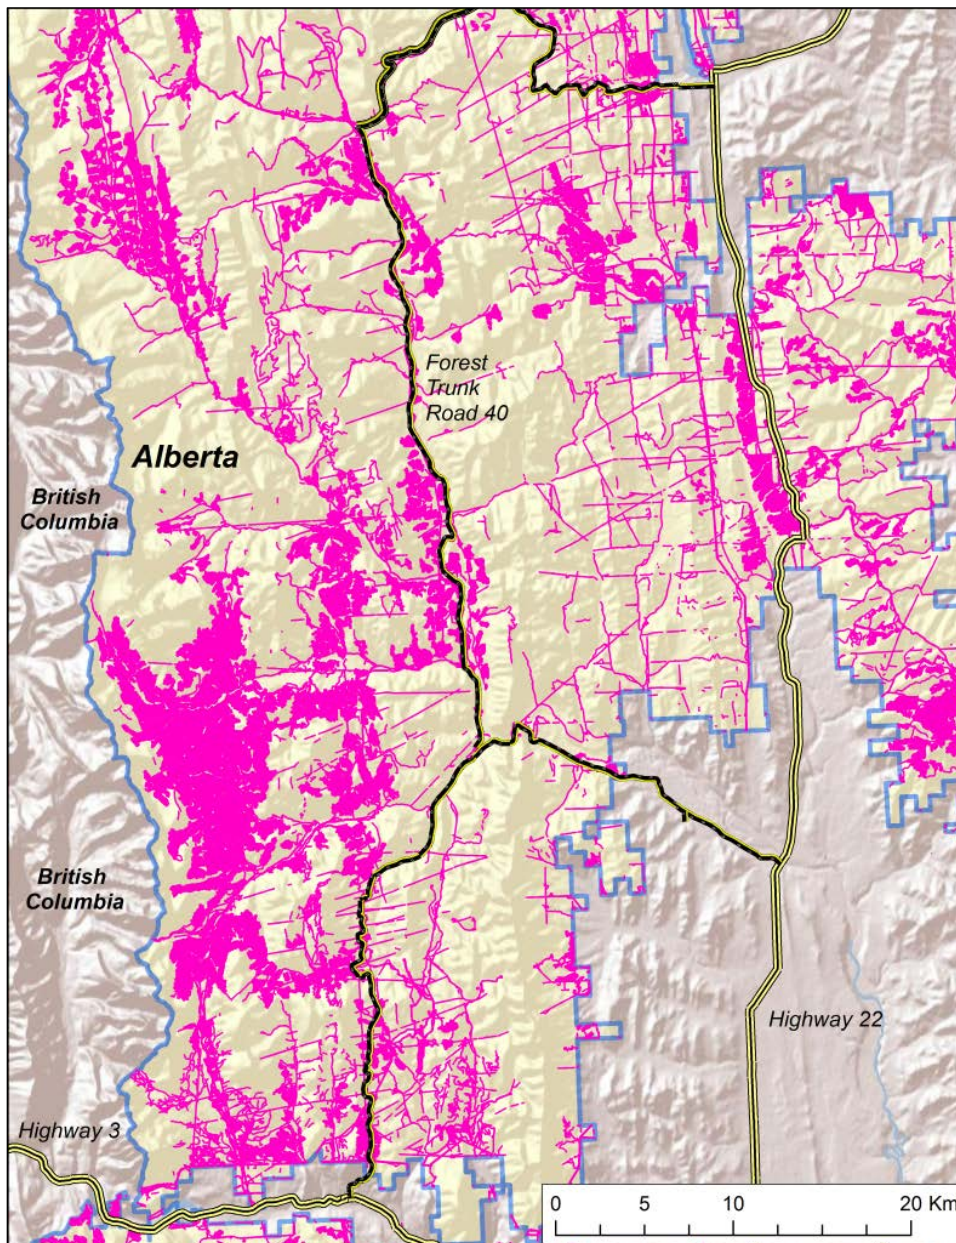 Forest
Trunk
Road 40
Alberta
British
Columbia
British
Columbia
Highway 22
Highway 3
0 5 10 20 Km